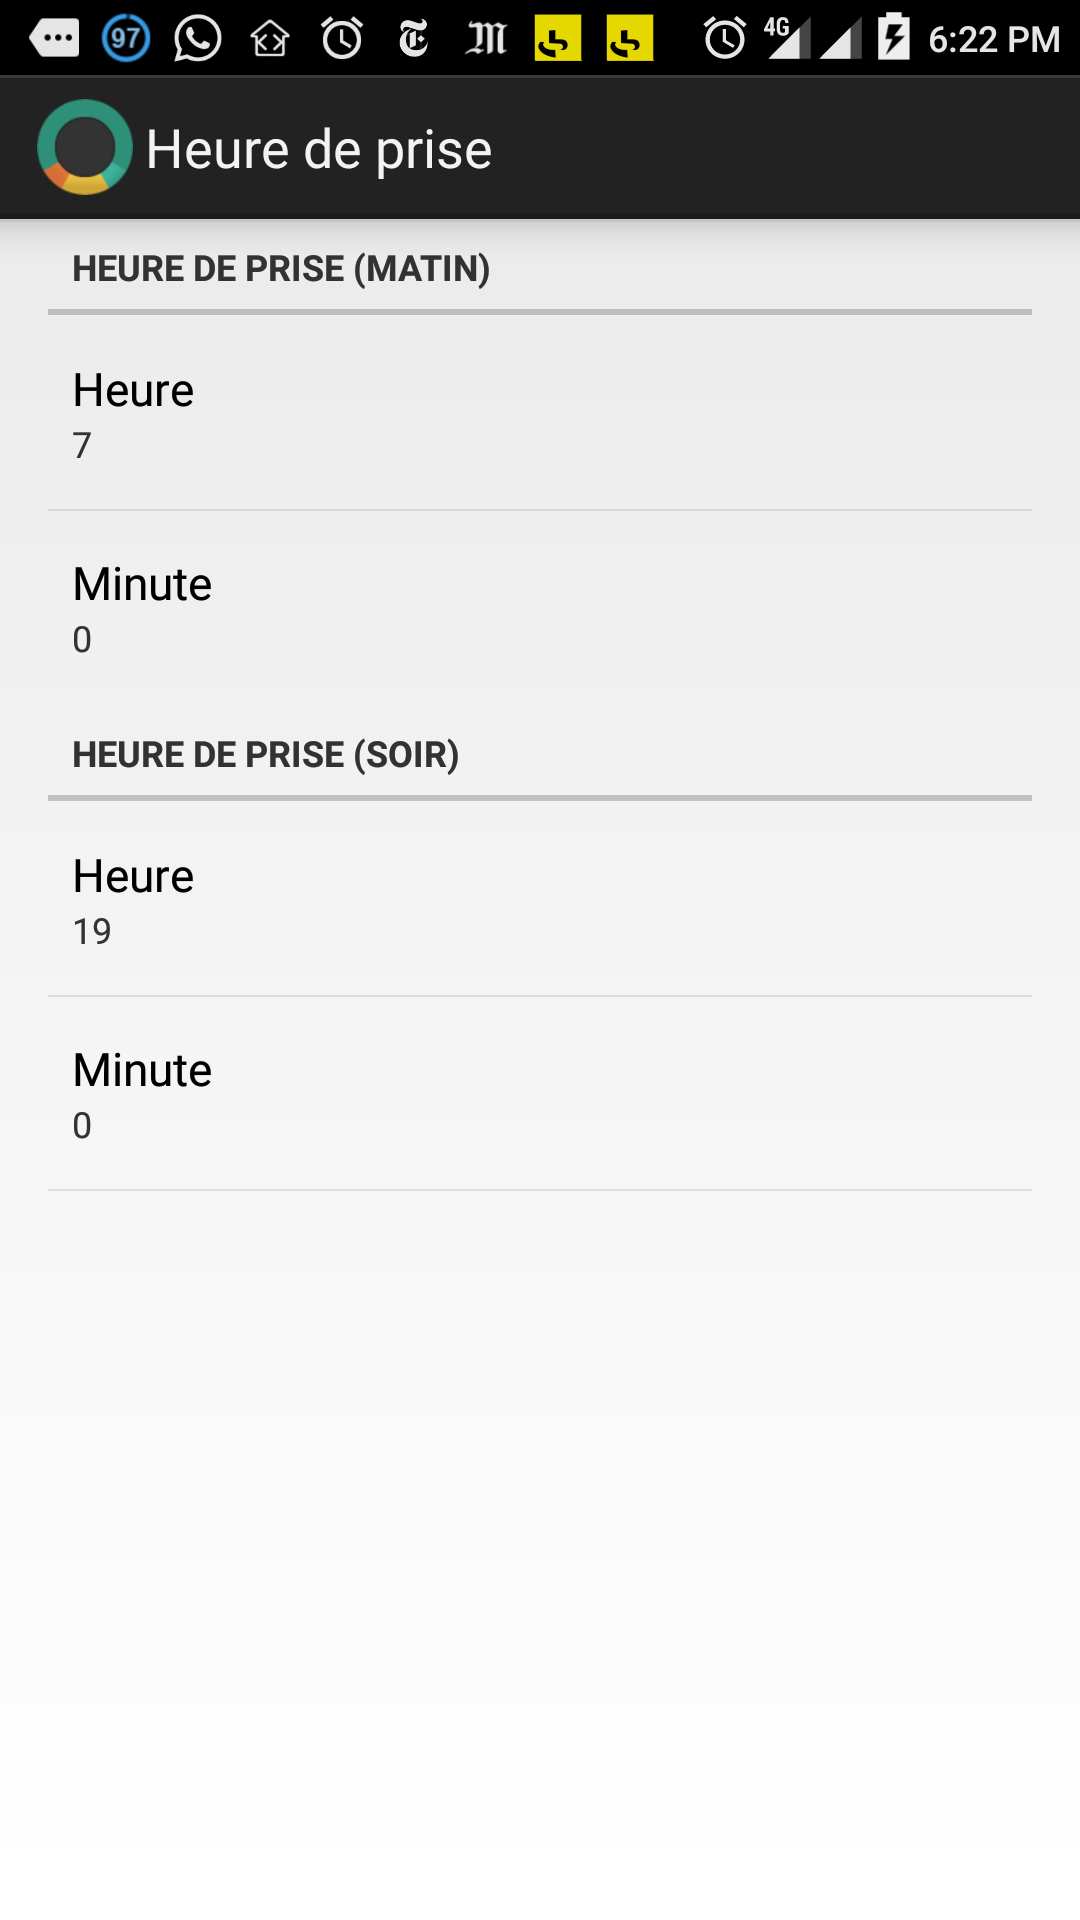 97 4G 6:22 PM
Heure de prise
HEURE DE PRISE (MATIN)
Heure
7
Minute
0
HEURE DE PRISE (SOIR)
Heure
19
Minute
0